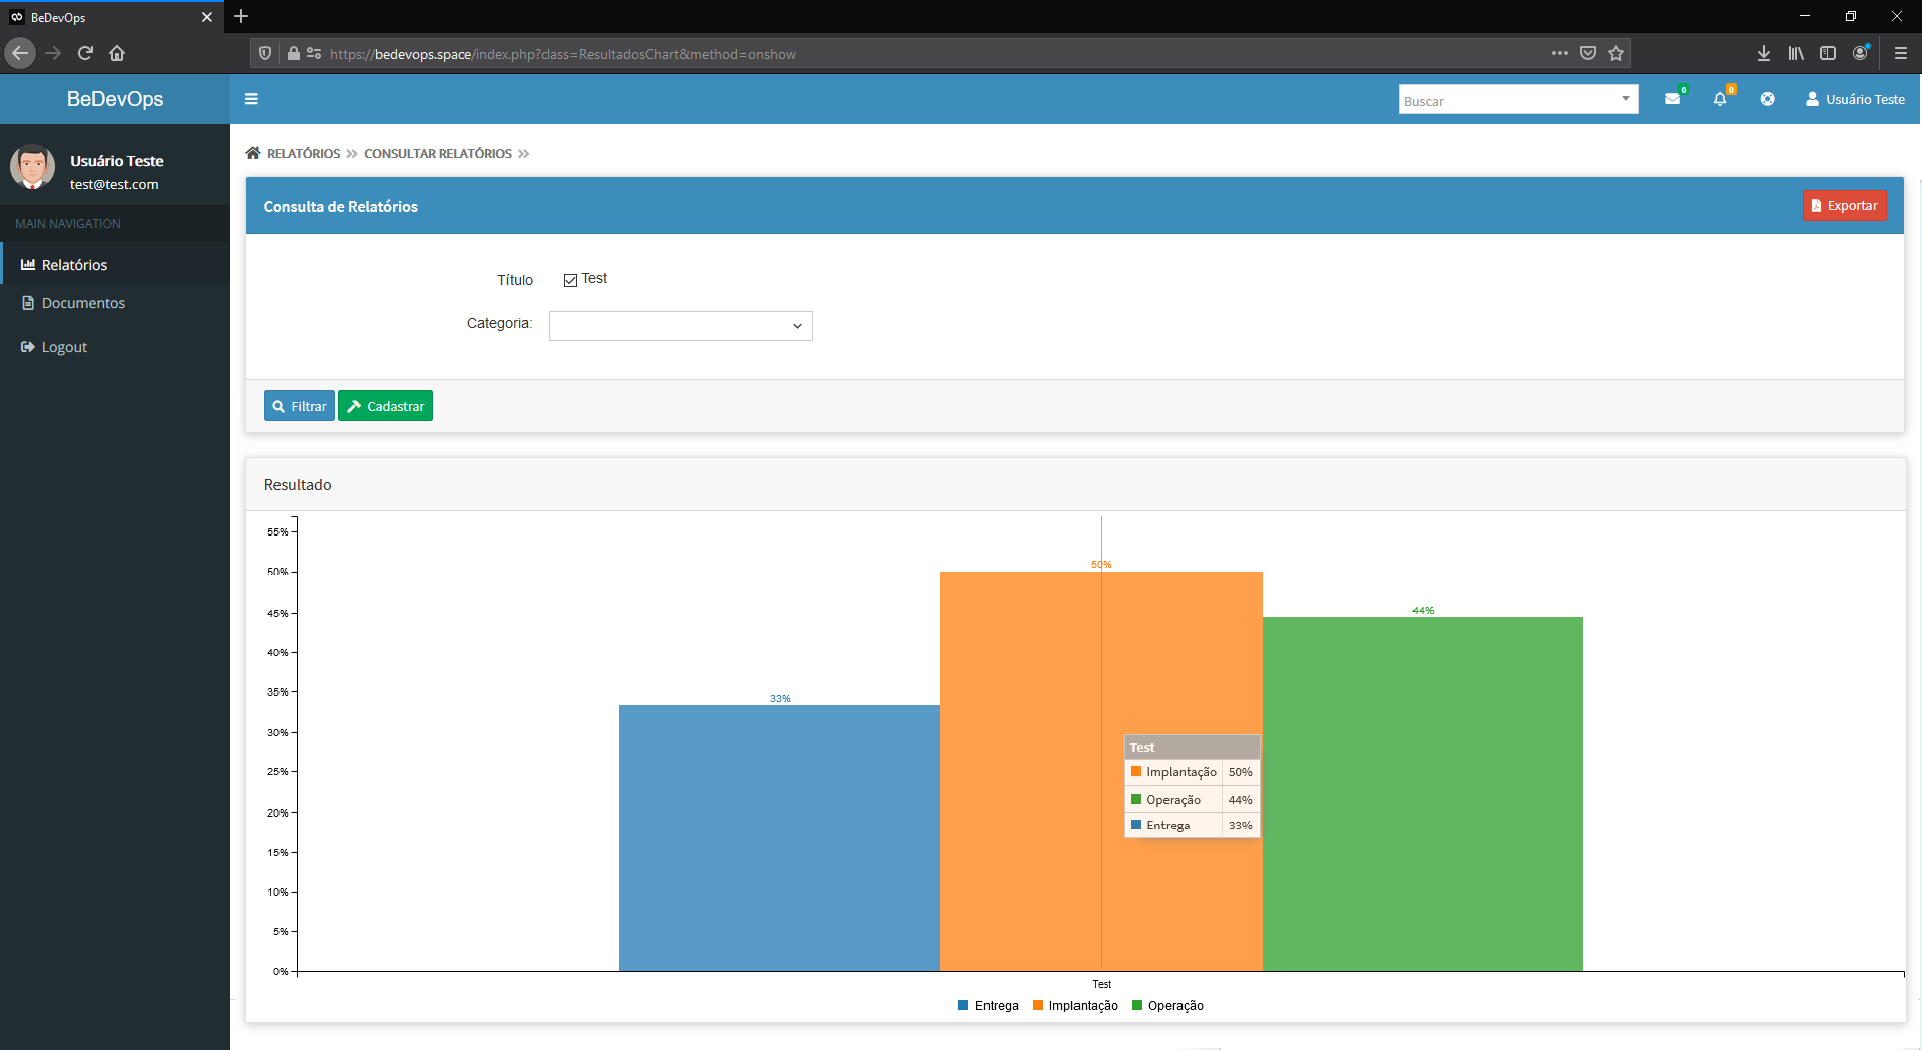 BeDevOps
https://bedevops.space/index.php?class=ResultadosChart&method=onshow
BeDevOps
Buscar
0
0
Usuário Teste
Usuário Teste
test@test.com
MAIN NAVIGATION
Relatórios
Documentos
Logout
RELATÓRIOS
CONSULTAR RELATÓRIOS
Consulta de Relatórios
Exportar
Título
Test
Categoria:
Filtrar
Cadastrar
Resultado
55%
50%
45%
40%
35%
30%
25%
20%
15%
10%
5%
0%
33%
50%
44%
Test
Implantação 50%
Operação 44%
Entrega 33%
Test
Entrega Implantação Operação